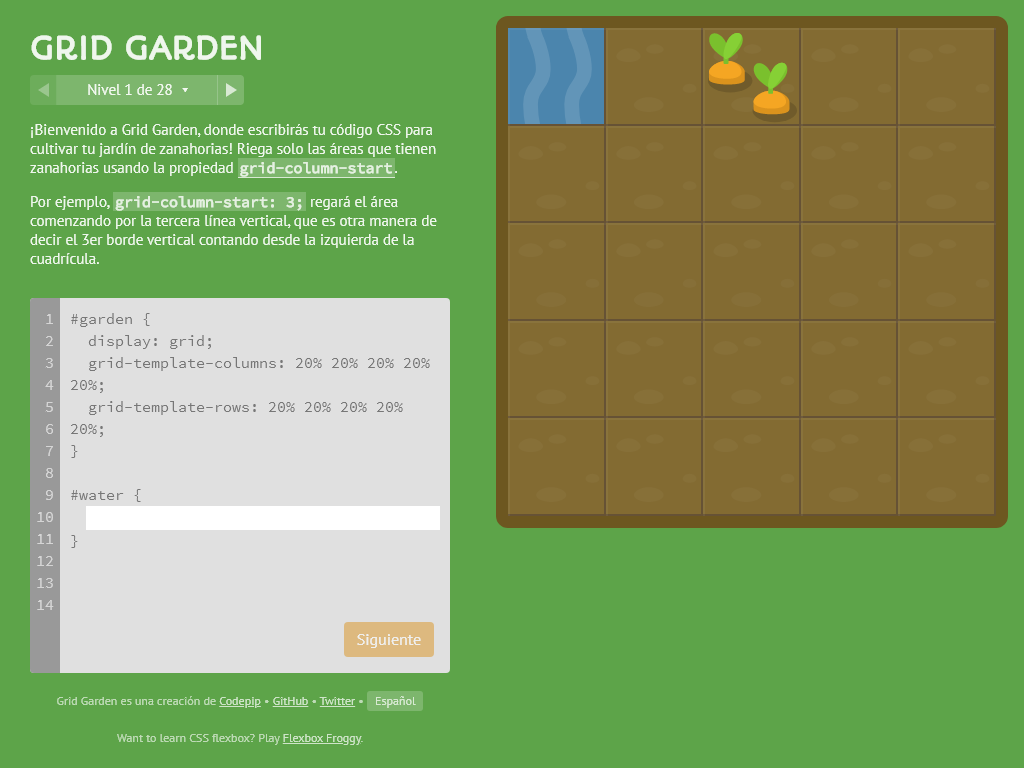 GRID GARDEN
Nivel 1 de 28
¡Bienvenido a Grid Garden, donde escribirás tu código CSS para
cultivar tu jardín de zanahorias! Riega solo las áreas que tienen
zanahorias usando la propiedad grid-column-start.
Por ejemplo, grid-column-start: 3; regará el área
comenzando por la tercera línea vertical, que es otra manera de
decir el 3er borde vertical contando desde la izquierda de la
cuadrícula.
1 #garden {
2 display: grid;
3 grid-template-columns: 20% 20% 20% 20%
4 20%;
5 grid-template-rows: 20% 20% 20% 20%
6 20%;
7 }
8
9 #water {
10
11 }
12
13
14
Siguiente
Grid Garden es una creación de Codepip • GitHub • Twitter • Español
Want to learn CSS flexbox? Play Flexbox Froggy.